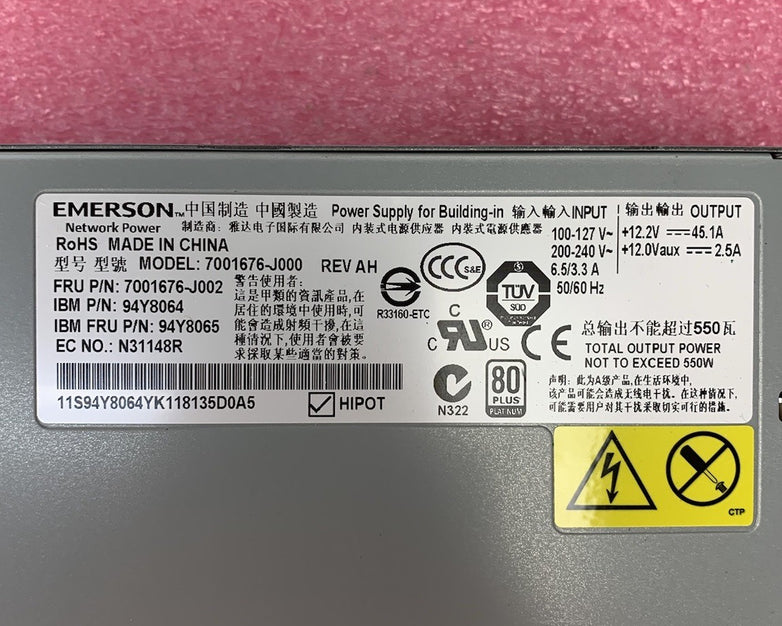 EMERSON™ 中国制造 中國製造 Power Supply for Building-in 输入輸入INPUT 输出輸出 OUTPUT
Network Power 制造商: 雅达电子国际有限公司 内装式电源供应器 內裝式電源供應器
100-127 V~ +12.2V ⎓ 45.1A
200-240 V~ +12.0Vaux ⎓ 2.5A
6.5/3.3 A
50/60 Hz
RoHS MADE IN CHINA
型号 型號 MODEL: 7001676-J000 REV AH
FRU P/N: 7001676-J002
IBM P/N: 94Y8064
IBM FRU P/N: 94Y8065
EC NO.: N31148R
警告使用者:
這是甲類的資訊產品,在
居住的環境中使用時,可
能會造成射頻干擾,在這
種情況下,使用者會被要
求採取某些適當的對策。
CCC S&E
R33160-ETC
TÜV
SÜD
C RU® US
C
CE
总输出不能超过550瓦
TOTAL OUTPUT POWER
NOT TO EXCEED 550W
声明: 此为A级产品,在生活环境中,
该产品可能会造成无线电干扰。在这种情况下,
可能需要用户对其干扰采取切实可行的措施。
N322
80
PLUS
PLATINUM
11S94Y8064YK118135D0A5 HIPOT
CTP